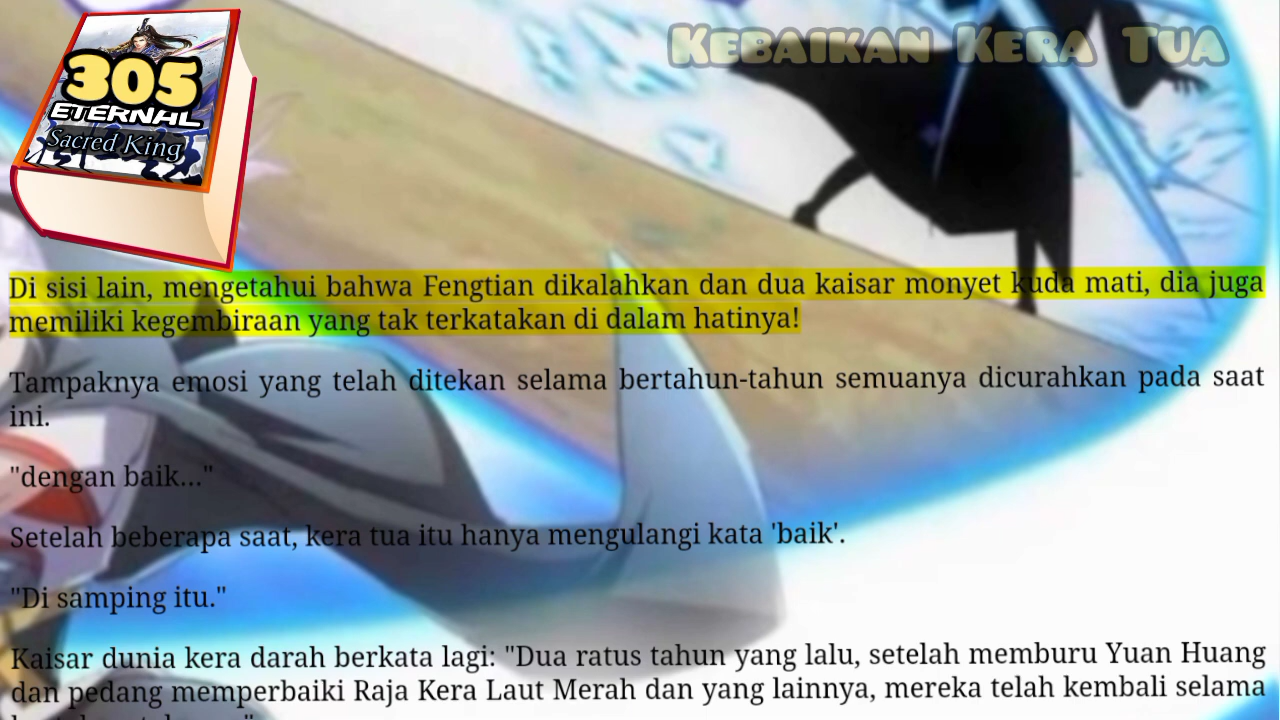 Kebaikan Kera Tua
305
ETERNAL
Sacred King
Di sisi lain, mengetahui bahwa Fengtian dikalahkan dan dua kaisar monyet kuda mati, dia juga
memiliki kegembiraan yang tak terkatakan di dalam hatinya!
Tampaknya emosi yang telah ditekan selama bertahun-tahun semuanya dicurahkan pada saat
ini.
"dengan baik..."
Setelah beberapa saat, kera tua itu hanya mengulangi kata 'baik'.
"Di samping itu."
Kaisar dunia kera darah berkata lagi: "Dua ratus tahun yang lalu, setelah memburu Yuan Huang
dan pedang memperbaiki Raja Kera Laut Merah dan yang lainnya, mereka telah kembali selama